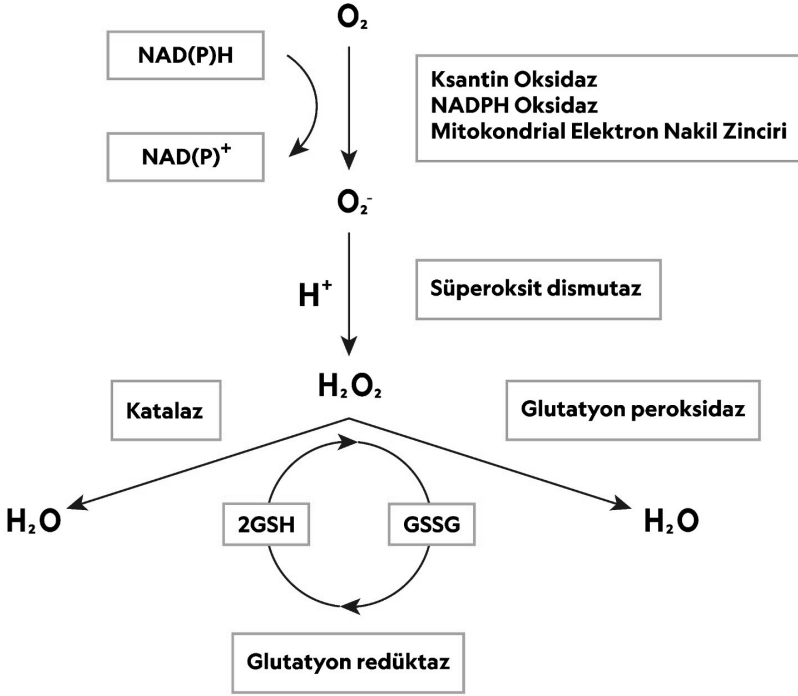 O₂
NAD(P)H
Ksantin Oksidaz
NADPH Oksidaz
Mitokondrial Elektron Nakil Zinciri
NAD(P)⁺
O₂⁻
H⁺
Süperoksit dismutaz
H₂O₂
Katalaz
Glutatyon peroksidaz
H₂O
2GSH
GSSG
H₂O
Glutatyon redüktaz